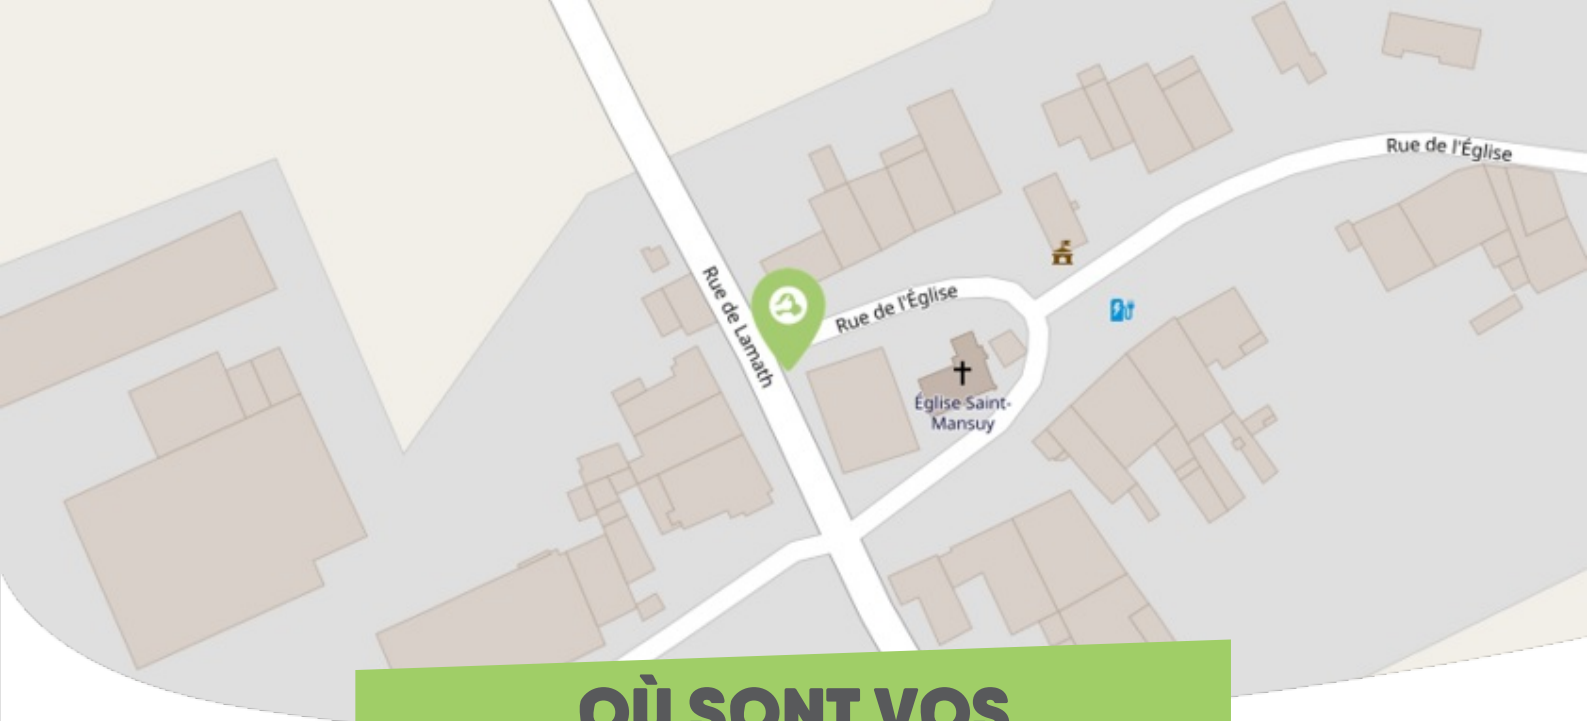 Rue de l'Église
Rue de Lamath
Rue de l'Église
Église Saint-
Mansuy
OÙ SONT VOS